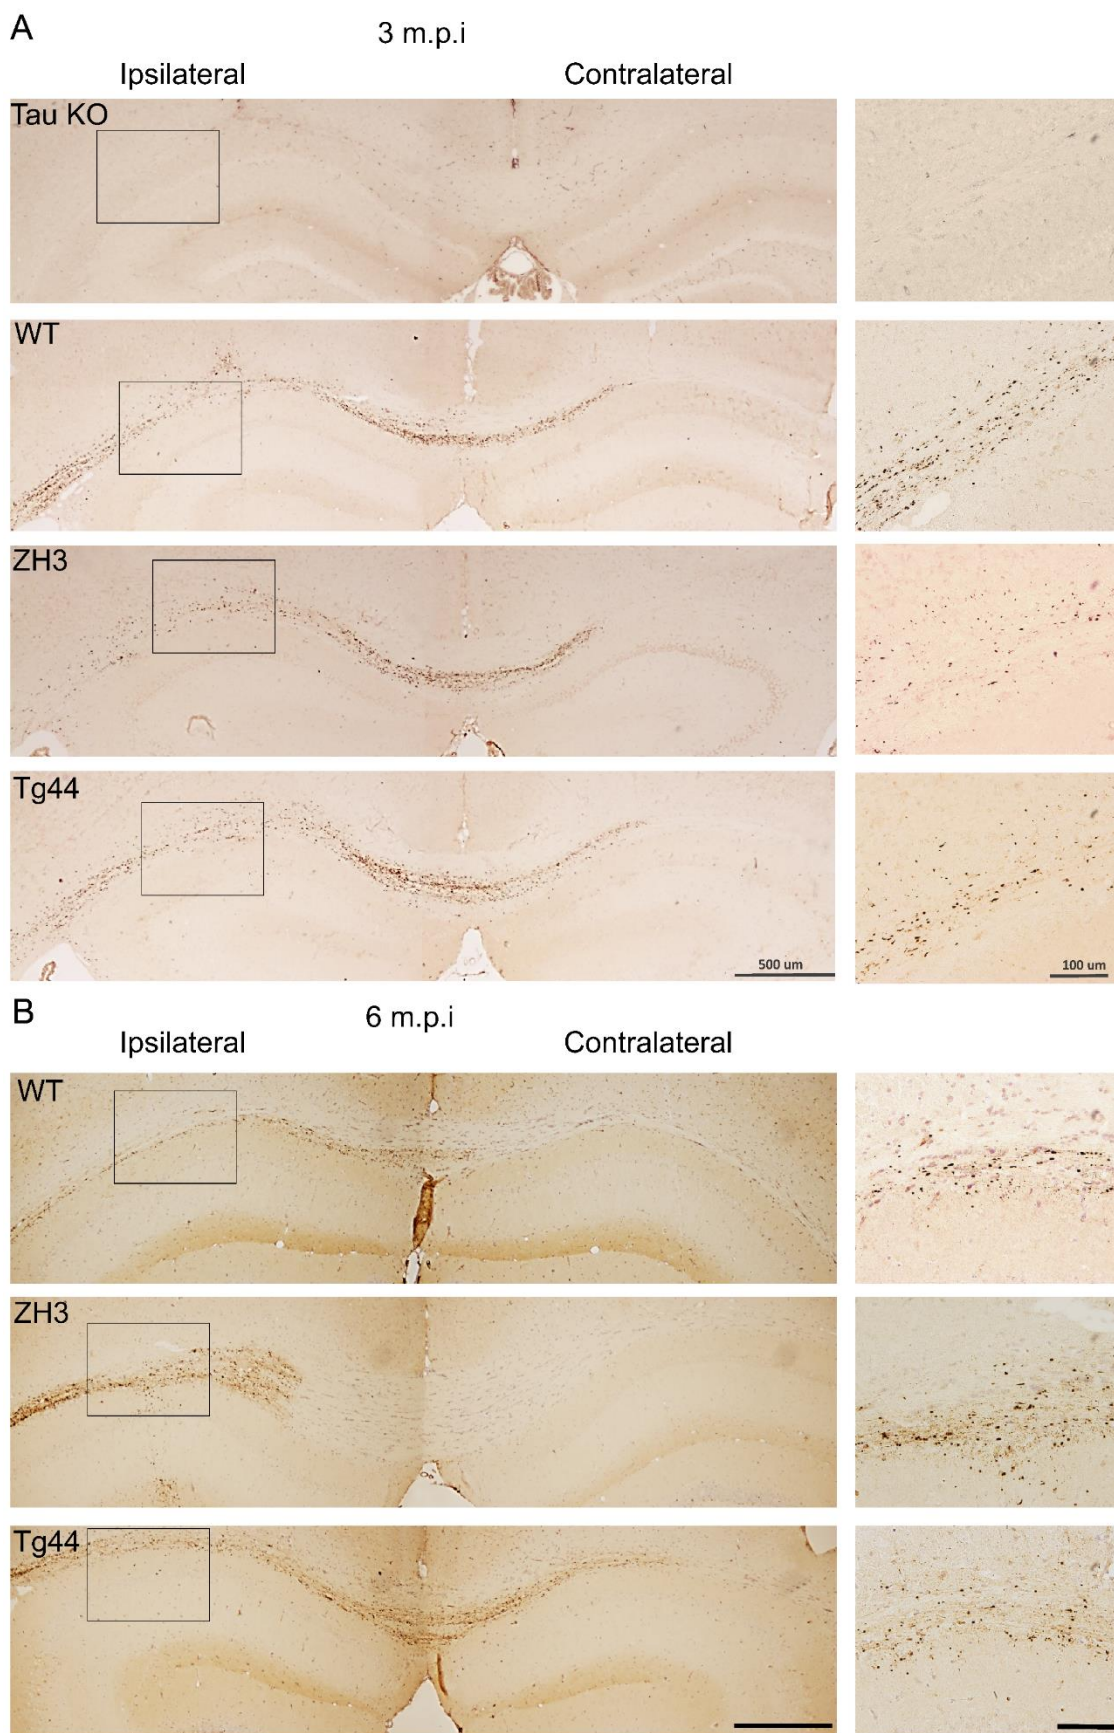 A
3 m.p.i
Ipsilateral Contralateral
Tau KO
WT
ZH3
Tg44
500 um 100 um
B
6 m.p.i
Ipsilateral Contralateral
WT
ZH3
Tg44